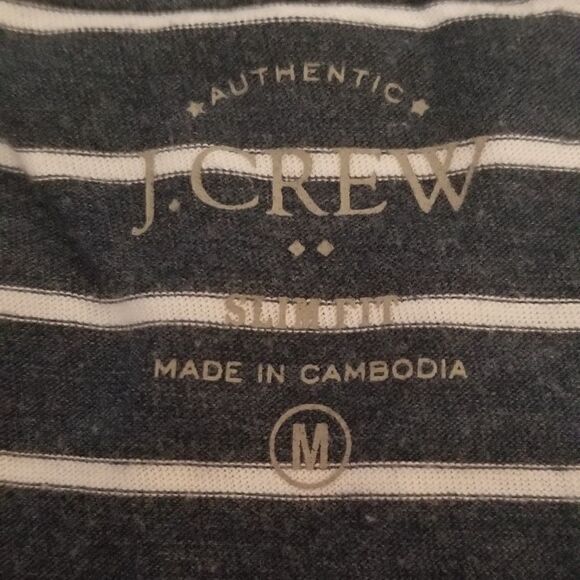 AUTHENTIC
J.CREW
SLIM FIT
MADE IN CAMBODIA
M